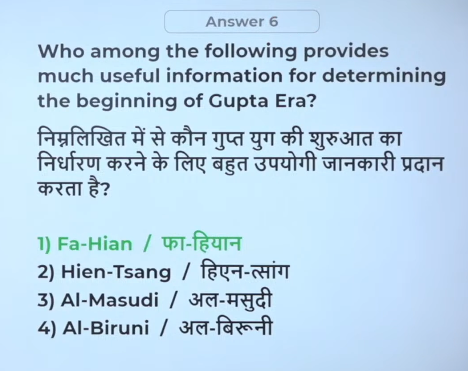 Answer 6
Who among the following provides
much useful information for determining
the beginning of Gupta Era?
निम्नलिखित में से कौन गुप्त युग की शुरुआत का
निर्धारण करने के लिए बहुत उपयोगी जानकारी प्रदान
करता है?
1) Fa-Hian / फा-हियान
2) Hien-Tsang / हिएन-त्सांग
3) Al-Masudi / अल-मसुदी
4) Al-Biruni / अल-बिरूनी